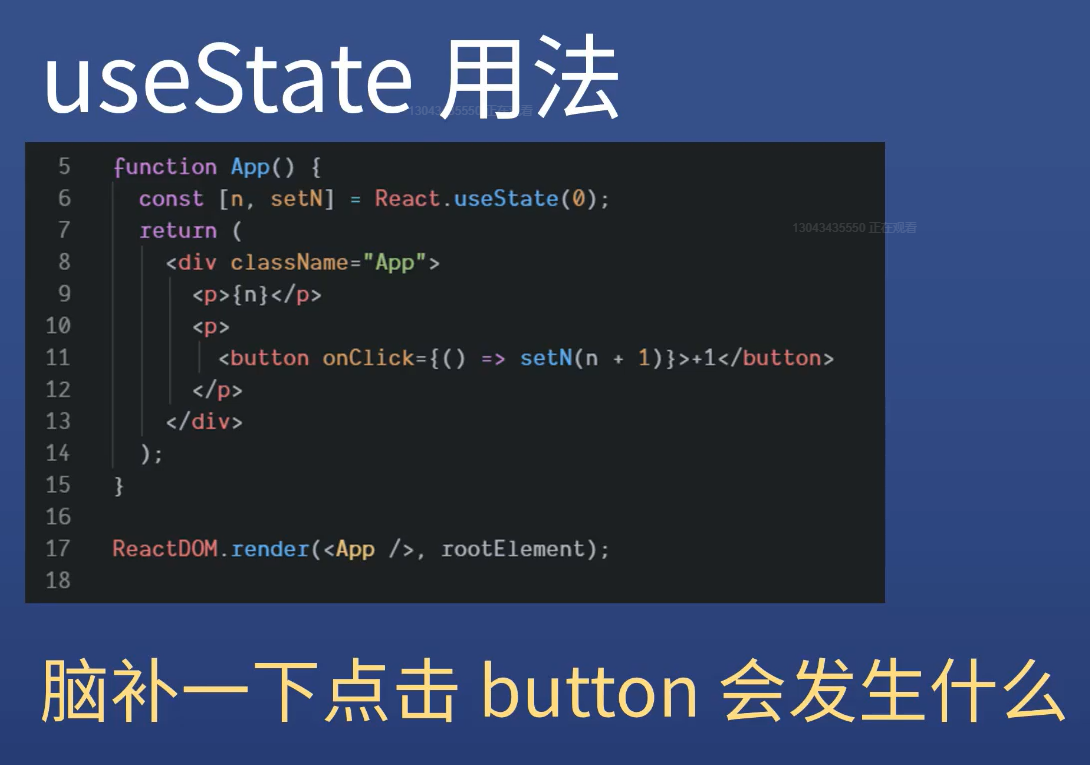 useState 用法
13043435550 正在观看
5 function App() {
13043435550 正在观看
6 const [n, setN] = React.useState(0);
7 return (
8 <div className="App">
9 <p>{n}</p>
10 <p>
11 <button onClick={() => setN(n + 1)}>+1</button>
12 </p>
13 </div>
14 );
15 }
16
17 ReactDOM.render(<App />, rootElement);
18
脑补一下点击 button 会发生什么